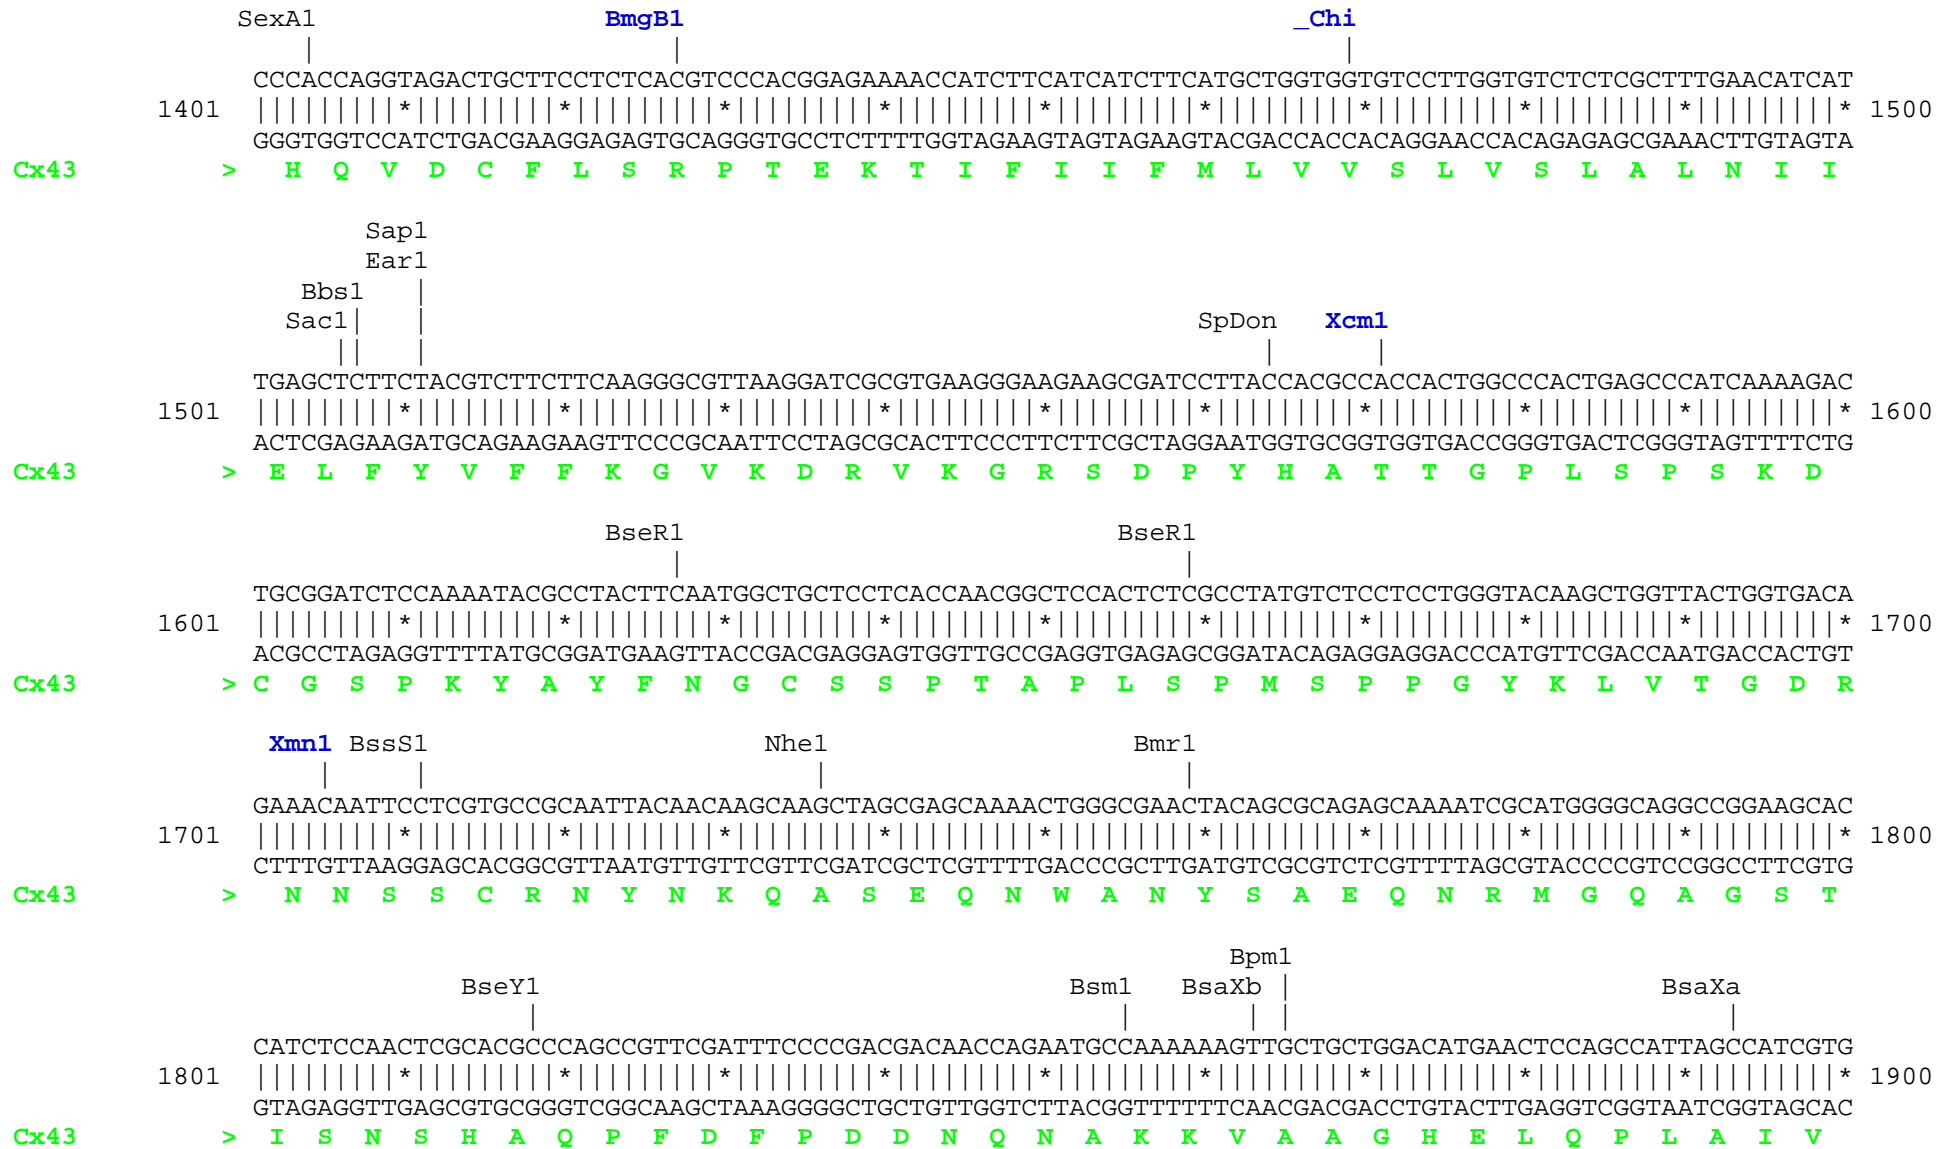 SexA1 BmgB1 _Chi
| | |
CCCACCAGGTAGACTGCTTCCTCTCACGTCCCACGGAGAAAACCATCTTCATCATCTTCATGCTGGTGGTGTCCTTGGTGTCTCTCGCTTTGAACATCAT
1401 |||||||||*|||||||||*|||||||||*|||||||||*|||||||||*|||||||||*|||||||||*|||||||||*|||||||||*|||||||||* 1500
GGGTGGTCCATCTGACGAAGGAGAGTGCAGGGTGCCTCTTTTGGTAGAAGTAGTAGAAGTACGACCACCACAGGAACCACAGAGAGCGAAACTTGTAGTA
Cx43 > H Q V D C F L S R P T E K T I F I I F M L V V S L V S L A L N I I
Sap1
Ear1
Bbs1 |
Sac1| | SpDon Xcm1
|| | | |
TGAGCTCTTCTACGTCTTCTTCAAGGGCGTTAAGGATCGCGTGAAGGGAAGAAGCGATCCTTACCACGCCACCACTGGCCCACTGAGCCCATCAAAAGAC
1501 |||||||||*|||||||||*|||||||||*|||||||||*|||||||||*|||||||||*|||||||||*|||||||||*|||||||||*|||||||||* 1600
ACTCGAGAAGATGCAGAAGAAGTTCCCGCAATTCCTAGCGCACTTCCCTTCTTCGCTAGGAATGGTGCGGTGGTGACCGGGTGACTCGGGTAGTTTTCTG
Cx43 > E L F Y V F F K G V K D R V K G R S D P Y H A T T G P L S P S K D
BseR1 BseR1
| |
TGCGGATCTCCAAAATACGCCTACTTCAATGGCTGCTCCTCACCAACGGCTCCACTCTCGCCTATGTCTCCTCCTGGGTACAAGCTGGTTACTGGTGACA
1601 |||||||||*|||||||||*|||||||||*|||||||||*|||||||||*|||||||||*|||||||||*|||||||||*|||||||||*|||||||||* 1700
ACGCCTAGAGGTTTTATGCGGATGAAGTTACCGACGAGGAGTGGTTGCCGAGGTGAGAGCGGATACAGAGGAGGACCCATGTTCGACCAATGACCACTGT
Cx43 > C G S P K Y A Y F N G C S S P T A P L S P M S P P G Y K L V T G D R
Xmn1 BssS1 Nhe1 Bmr1
| | | |
GAAACAATTCCTCGTGCCGCAATTACAACAAGCAAGCTAGCGAGCAAAACTGGGCGAACTACAGCGCAGAGCAAAATCGCATGGGGCAGGCCGGAAGCAC
1701 |||||||||*|||||||||*|||||||||*|||||||||*|||||||||*|||||||||*|||||||||*|||||||||*|||||||||*|||||||||* 1800
CTTTGTTAAGGAGCACGGCGTTAATGTTGTTCGTTCGATCGCTCGTTTTGACCCGCTTGATGTCGCGTCTCGTTTTAGCGTACCCCGTCCGGCCTTCGTG
Cx43 > N N S S C R N Y N K Q A S E Q N W A N Y S A E Q N R M G Q A G S T
Bpm1
BseY1 Bsm1 BsaXb | BsaXa
| | | | |
CATCTCCAACTCGCACGCCCAGCCGTTCGATTTCCCCGACGACAACCAGAATGCCAAAAAAGTTGCTGCTGGACATGAACTCCAGCCATTAGCCATCGTG
1801 |||||||||*|||||||||*|||||||||*|||||||||*|||||||||*|||||||||*|||||||||*|||||||||*|||||||||*|||||||||* 1900
GTAGAGGTTGAGCGTGCGGGTCGGCAAGCTAAAGGGGCTGCTGTTGGTCTTACGGTTTTTTCAACGACGACCTGTACTTGAGGTCGGTAATCGGTAGCAC
Cx43 > I S N S H A Q P F D F P D D N Q N A K K V A A G H E L Q P L A I V